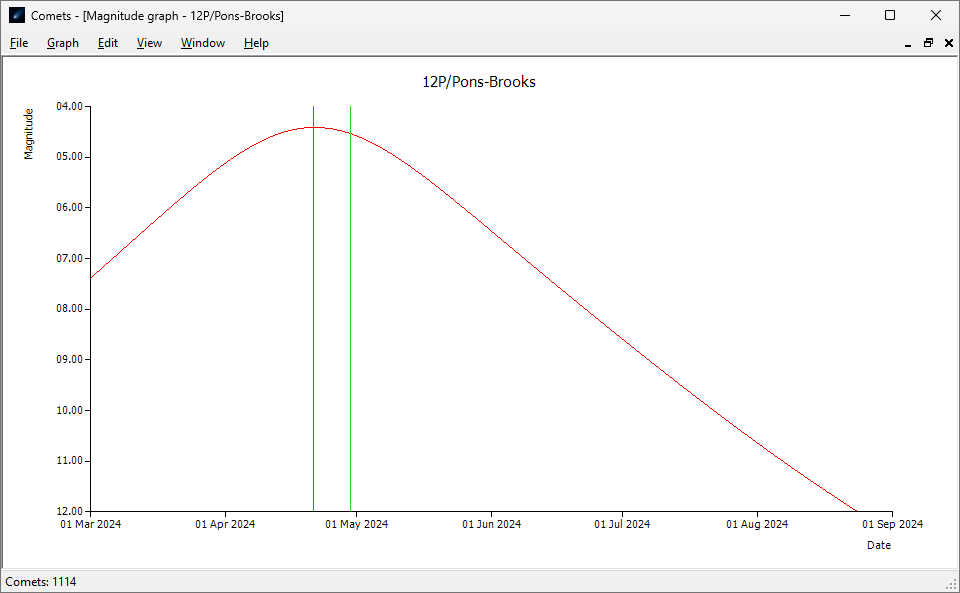 Comets - [Magnitude graph - 12P/Pons-Brooks]
File Graph Edit View Window Help
12P/Pons-Brooks
Magnitude
04.00
05.00
06.00
07.00
08.00
09.00
10.00
11.00
12.00
01 Mar 2024 01 Apr 2024 01 May 2024 01 Jun 2024 01 Jul 2024 01 Aug 2024 01 Sep 2024
Date
Comets: 1114